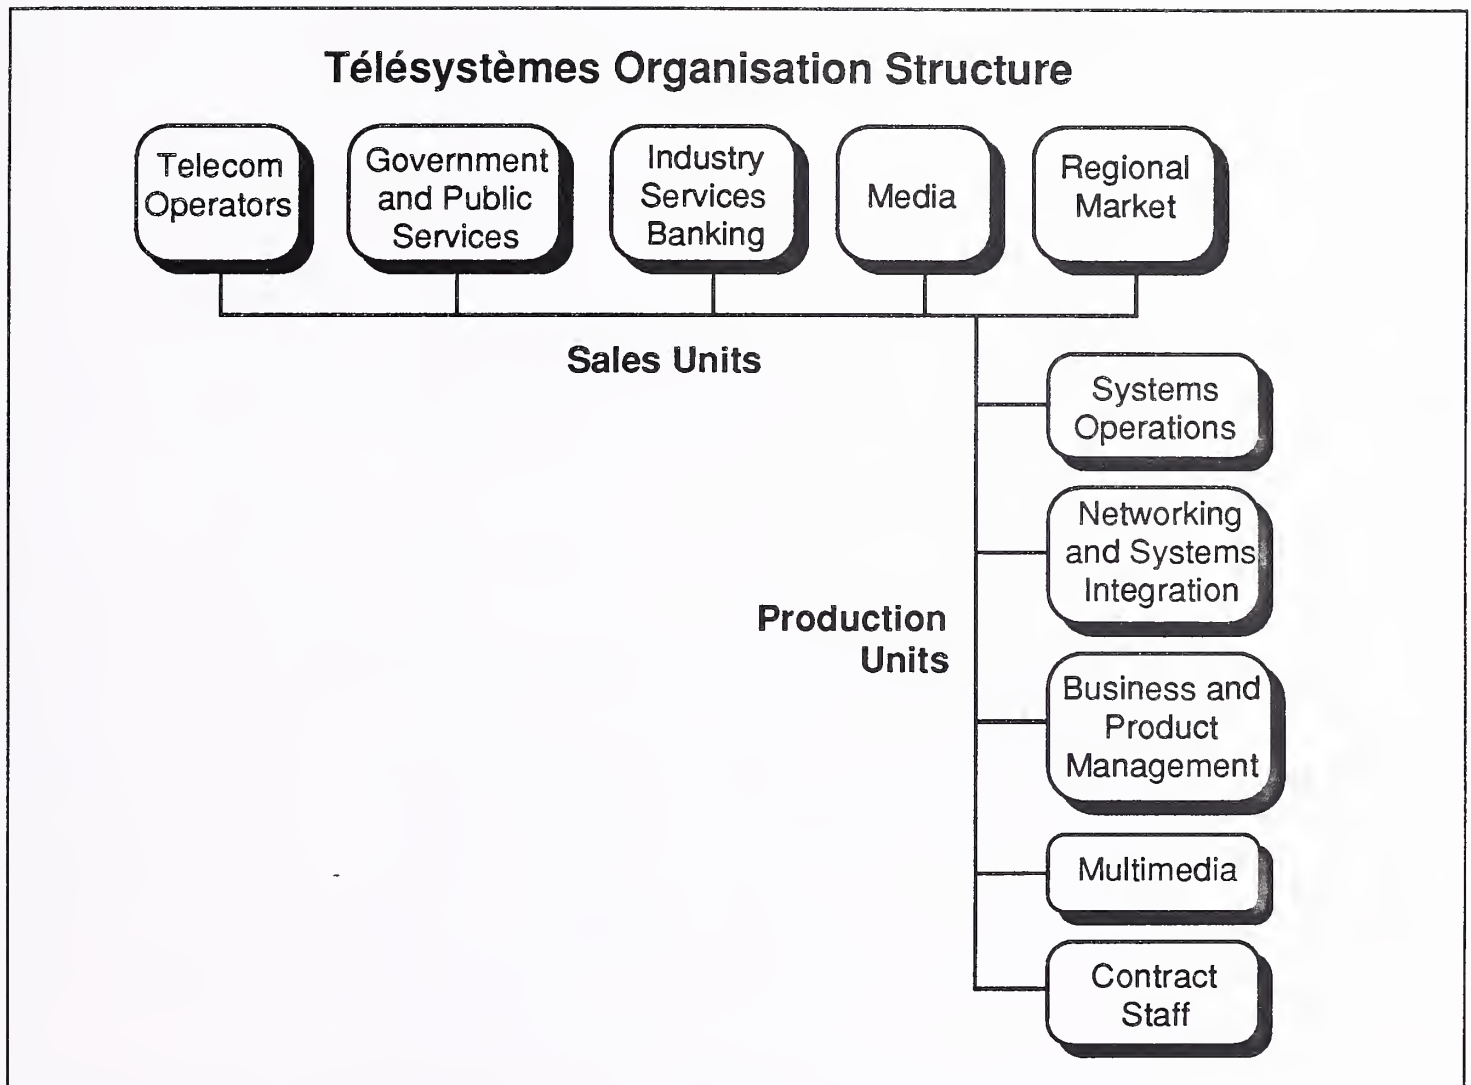 Télésystèmes Organisation Structure
Telecom
Operators
Government
and Public
Services
Industry
Services
Banking
Media
Regional
Market
Sales Units
Systems
Operations
Networking
and Systems
Integration
Production
Units
Business and
Product
Management
Multimedia
Contract
Staff